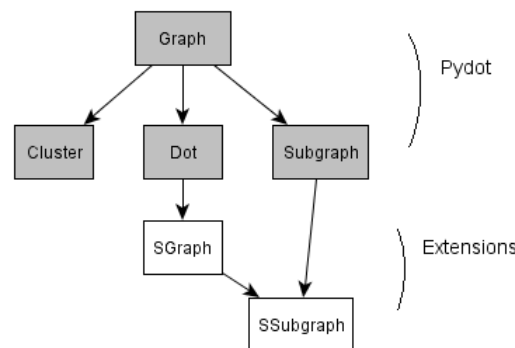 Graph
Pydot
Cluster
Dot
Subgraph
SGraph
Extensions
SSubgraph